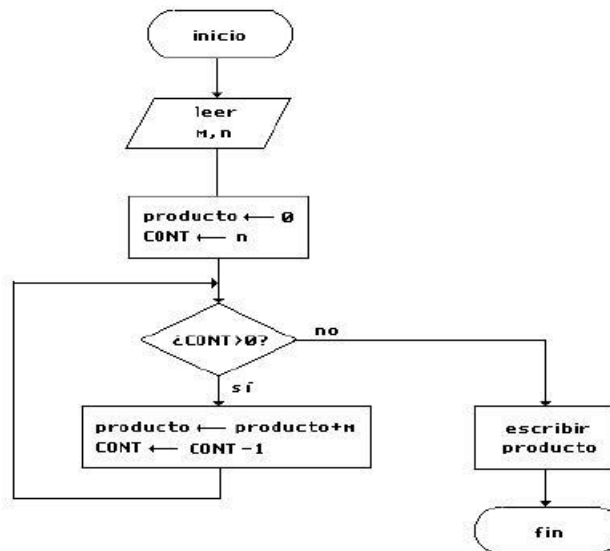 inicio
leer
M,n
producto ← 0
CONT ← n
¿CONT>0?
no
sí
producto ← producto+M
CONT ← CONT-1
escribir
producto
fin